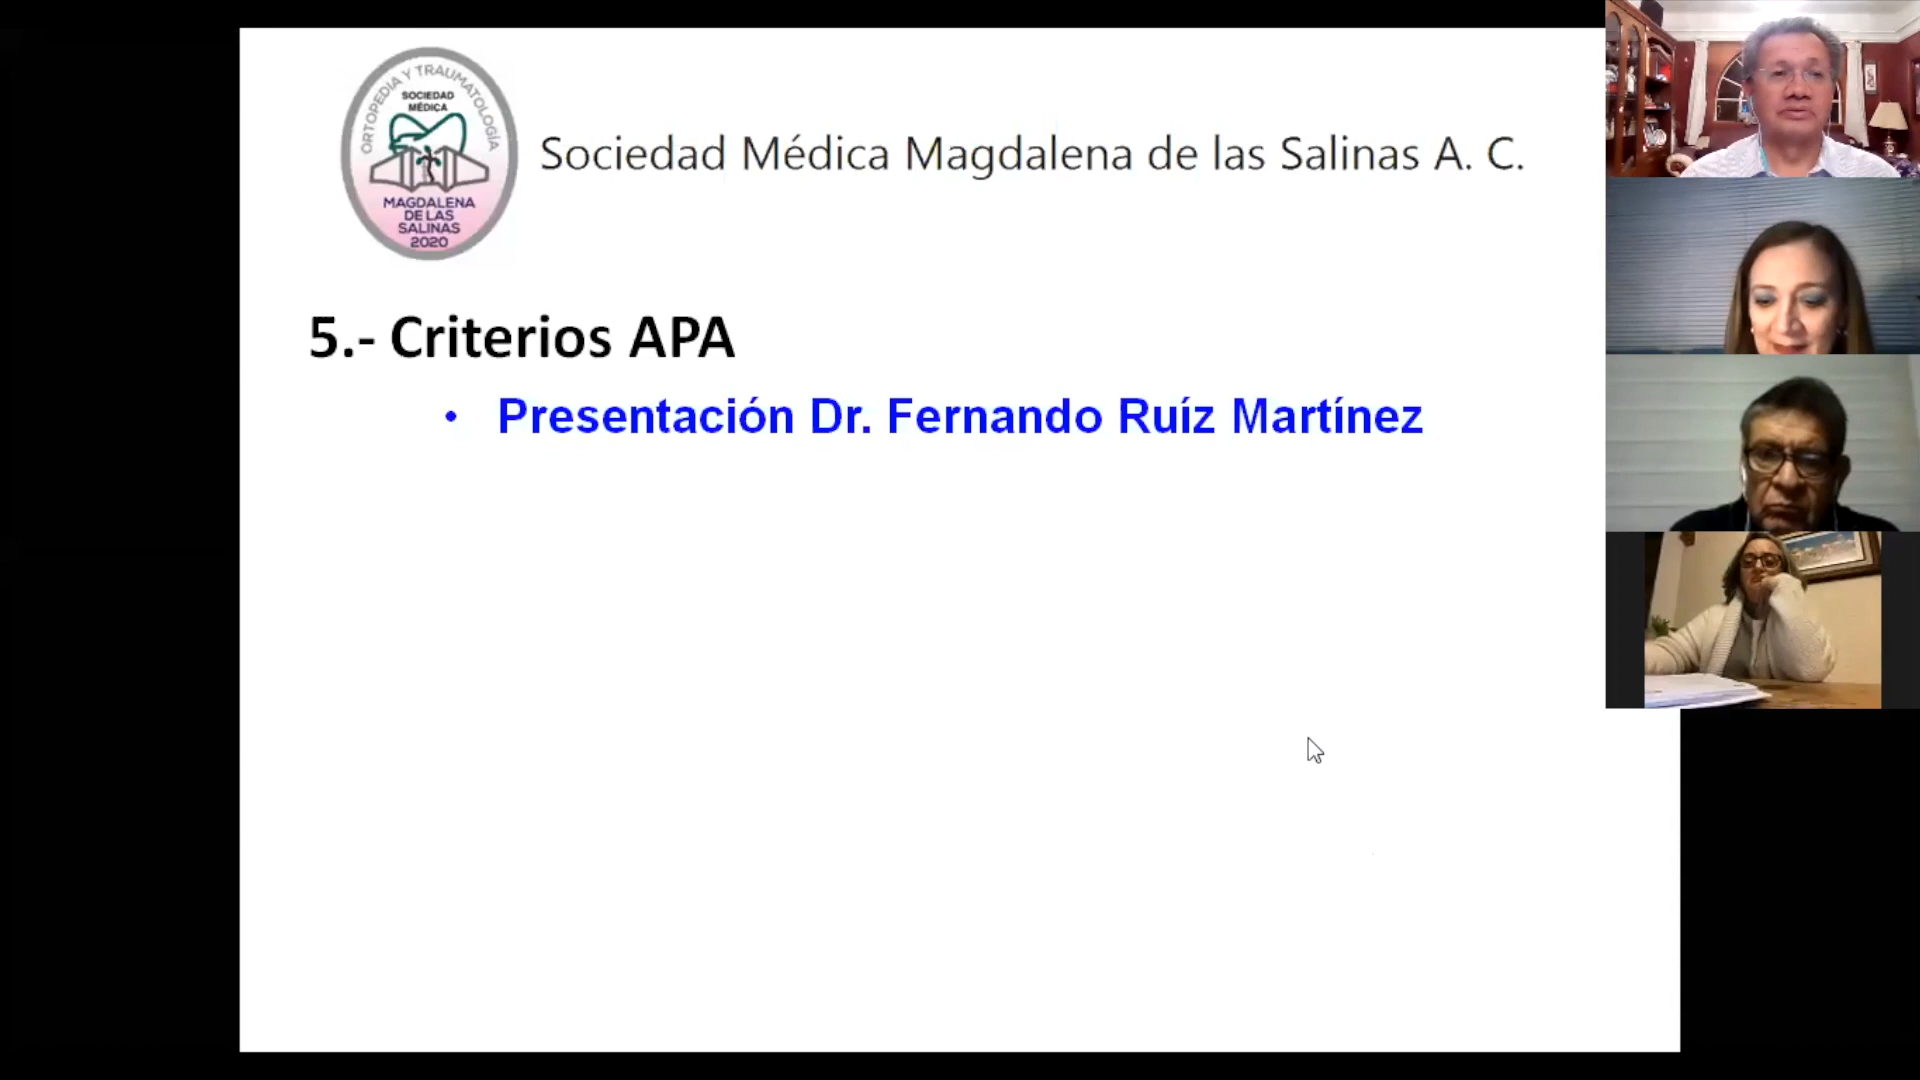 ORTOPEDIA Y TRAUMATOLOGÍA
SOCIEDAD
MÉDICA
MAGDALENA
DE LAS
SALINAS
2020
Sociedad Médica Magdalena de las Salinas A. C.
5.- Criterios APA
• Presentación Dr. Fernando Ruíz Martínez